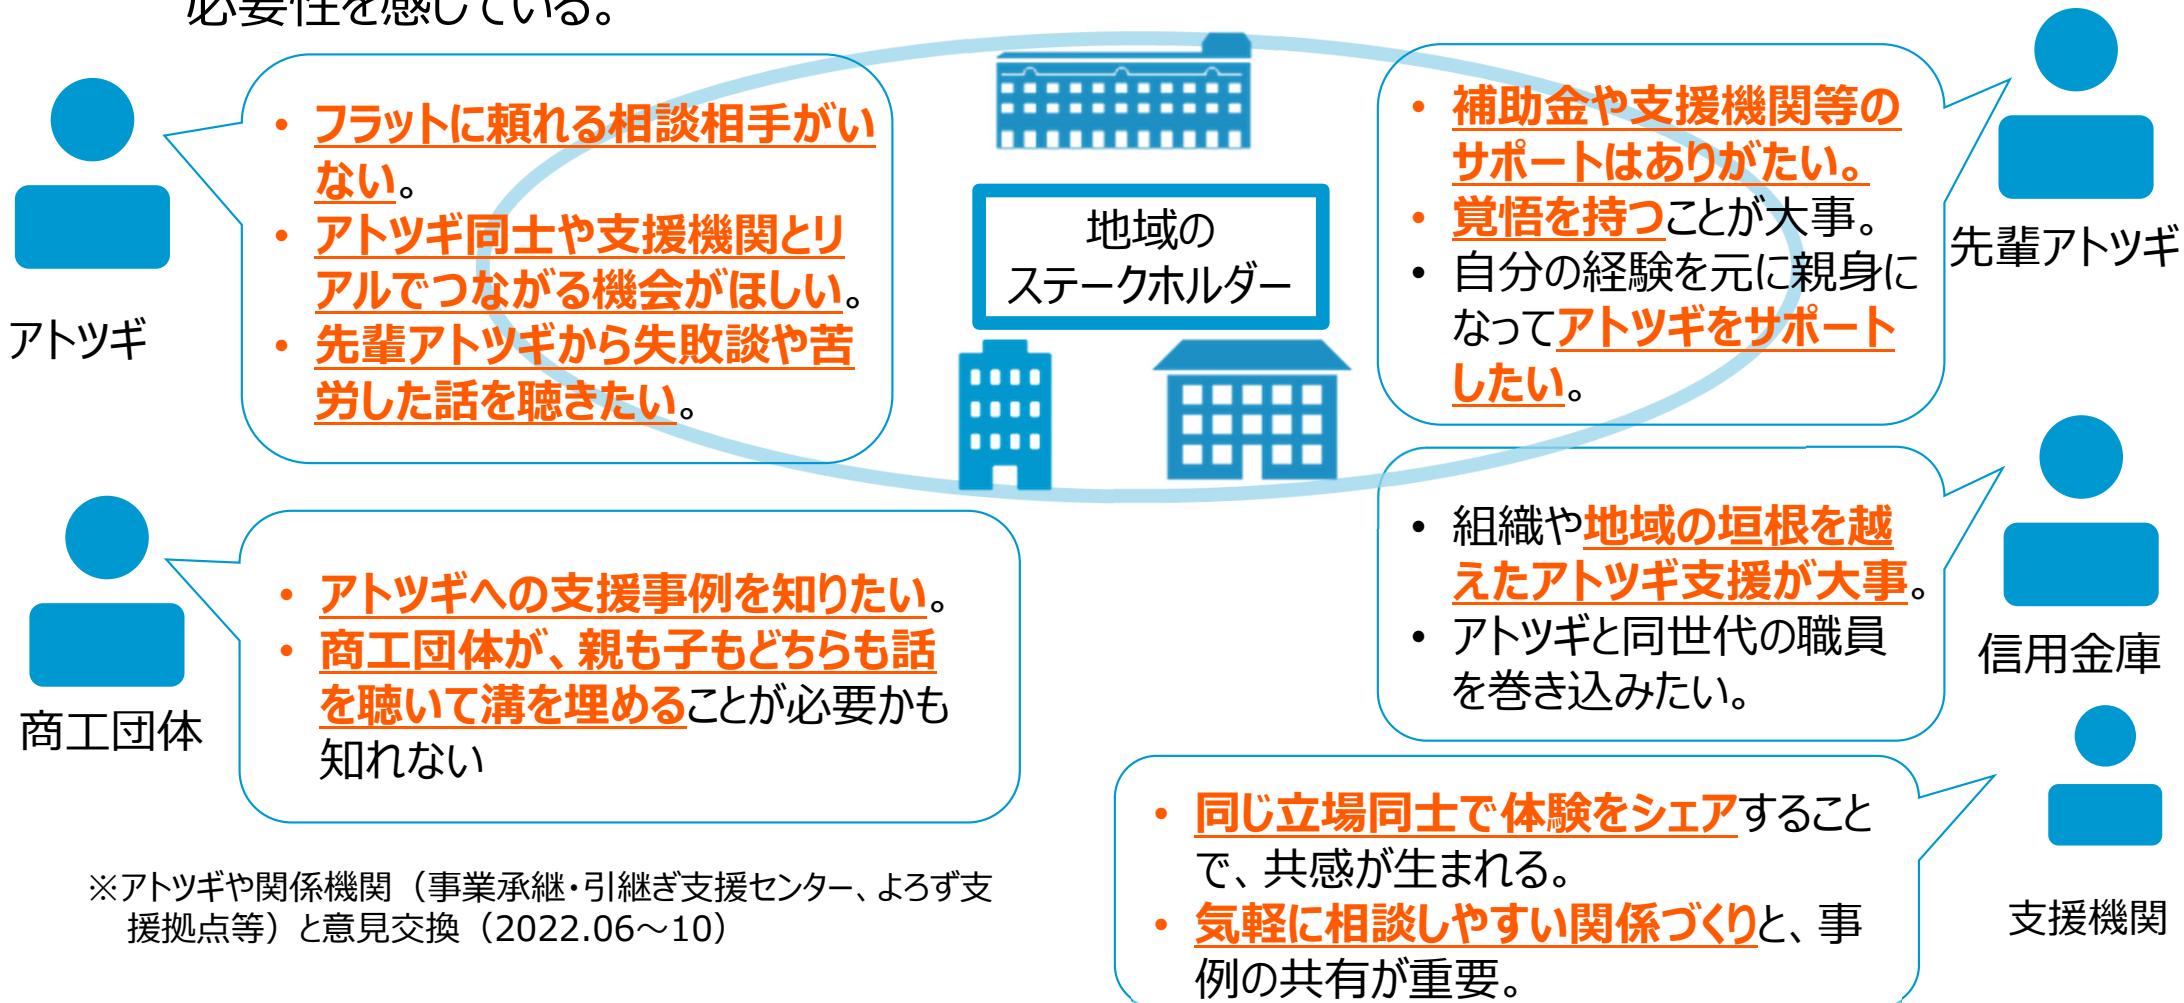 必要性を感じている。
• フラットに頼れる相談相手がい
ない。
• アトツギ同士や支援機関とリ
アルでつながる機会がほしい。
• 先輩アトツギから失敗談や苦
労した話を聴きたい。
アトツギ
地域の
ステークホルダー
• 補助金や支援機関等の
サポートはありがたい。
• 覚悟を持つことが大事。
• 自分の経験を元に親身に
なってアトツギをサポート
したい。
先輩アトツギ
• アトツギへの支援事例を知りたい。
• 商工団体が、親も子もどちらも話
を聴いて溝を埋めることが必要かも
知れない
商工団体
• 組織や地域の垣根を越
えたアトツギ支援が大事。
• アトツギと同世代の職員
を巻き込みたい。
信用金庫
• 同じ立場同士で体験をシェアすること
で、共感が生まれる。
• 気軽に相談しやすい関係づくりと、事
例の共有が重要。
支援機関
※アトツギや関係機関（事業承継・引継ぎ支援センター、よろず支
援拠点等）と意見交換（2022.06～10）